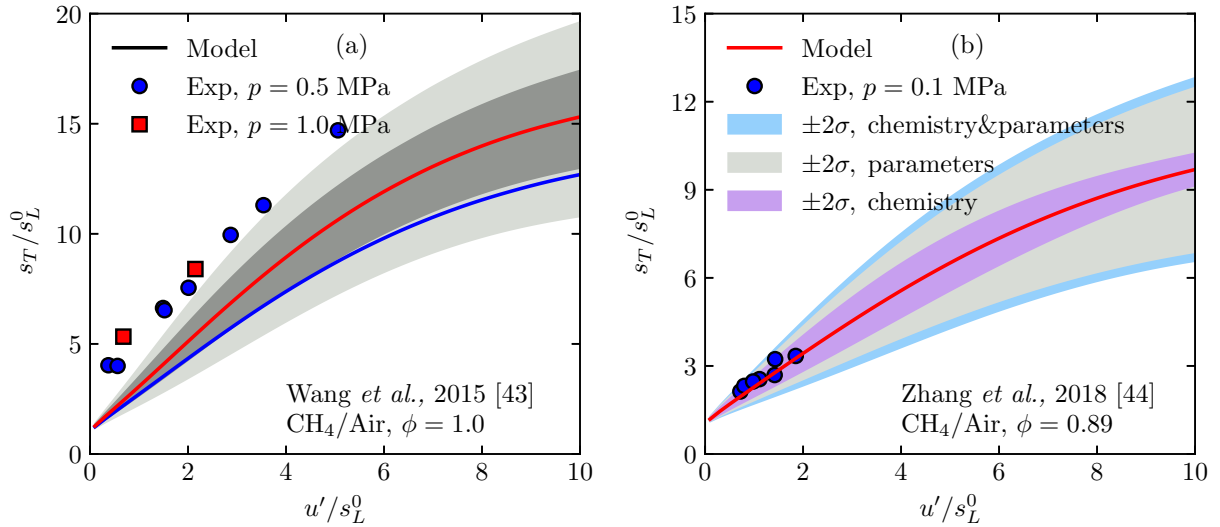 20
15
10
5
0
0 2 4 6 8 10
s_T/s_L^0
u′/s_L^0
(a)
Model
Exp, p = 0.5 MPa
Exp, p = 1.0 MPa
Wang et al., 2015 [43]
CH₄/Air, ϕ = 1.0
15
12
9
6
3
0
0 2 4 6 8 10
s_T/s_L^0
u′/s_L^0
(b)
Model
Exp, p = 0.1 MPa
±2σ, chemistry&parameters
±2σ, parameters
±2σ, chemistry
Zhang et al., 2018 [44]
CH₄/Air, ϕ = 0.89